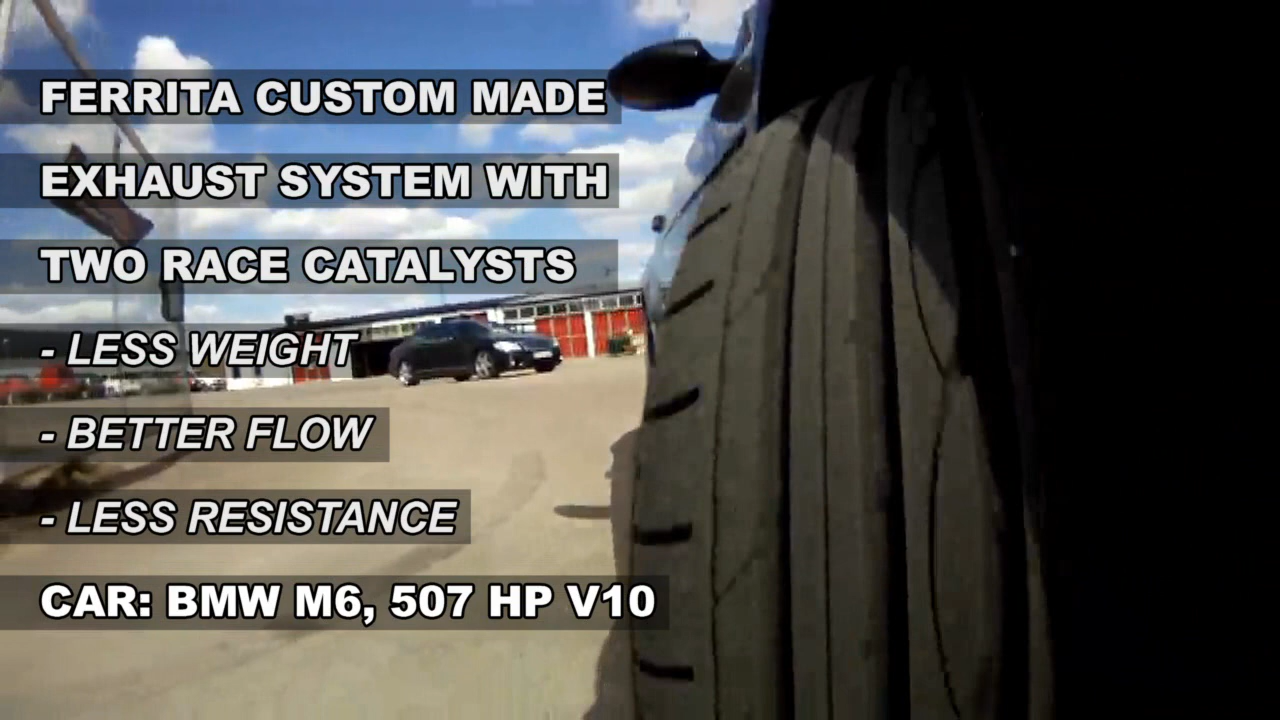 FERRITA CUSTOM MADE
EXHAUST SYSTEM WITH
TWO RACE CATALYSTS
- LESS WEIGHT
- BETTER FLOW
- LESS RESISTANCE
CAR: BMW M6, 507 HP V10